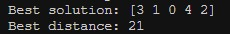 Best solution: [3 1 0 4 2]
Best distance: 21